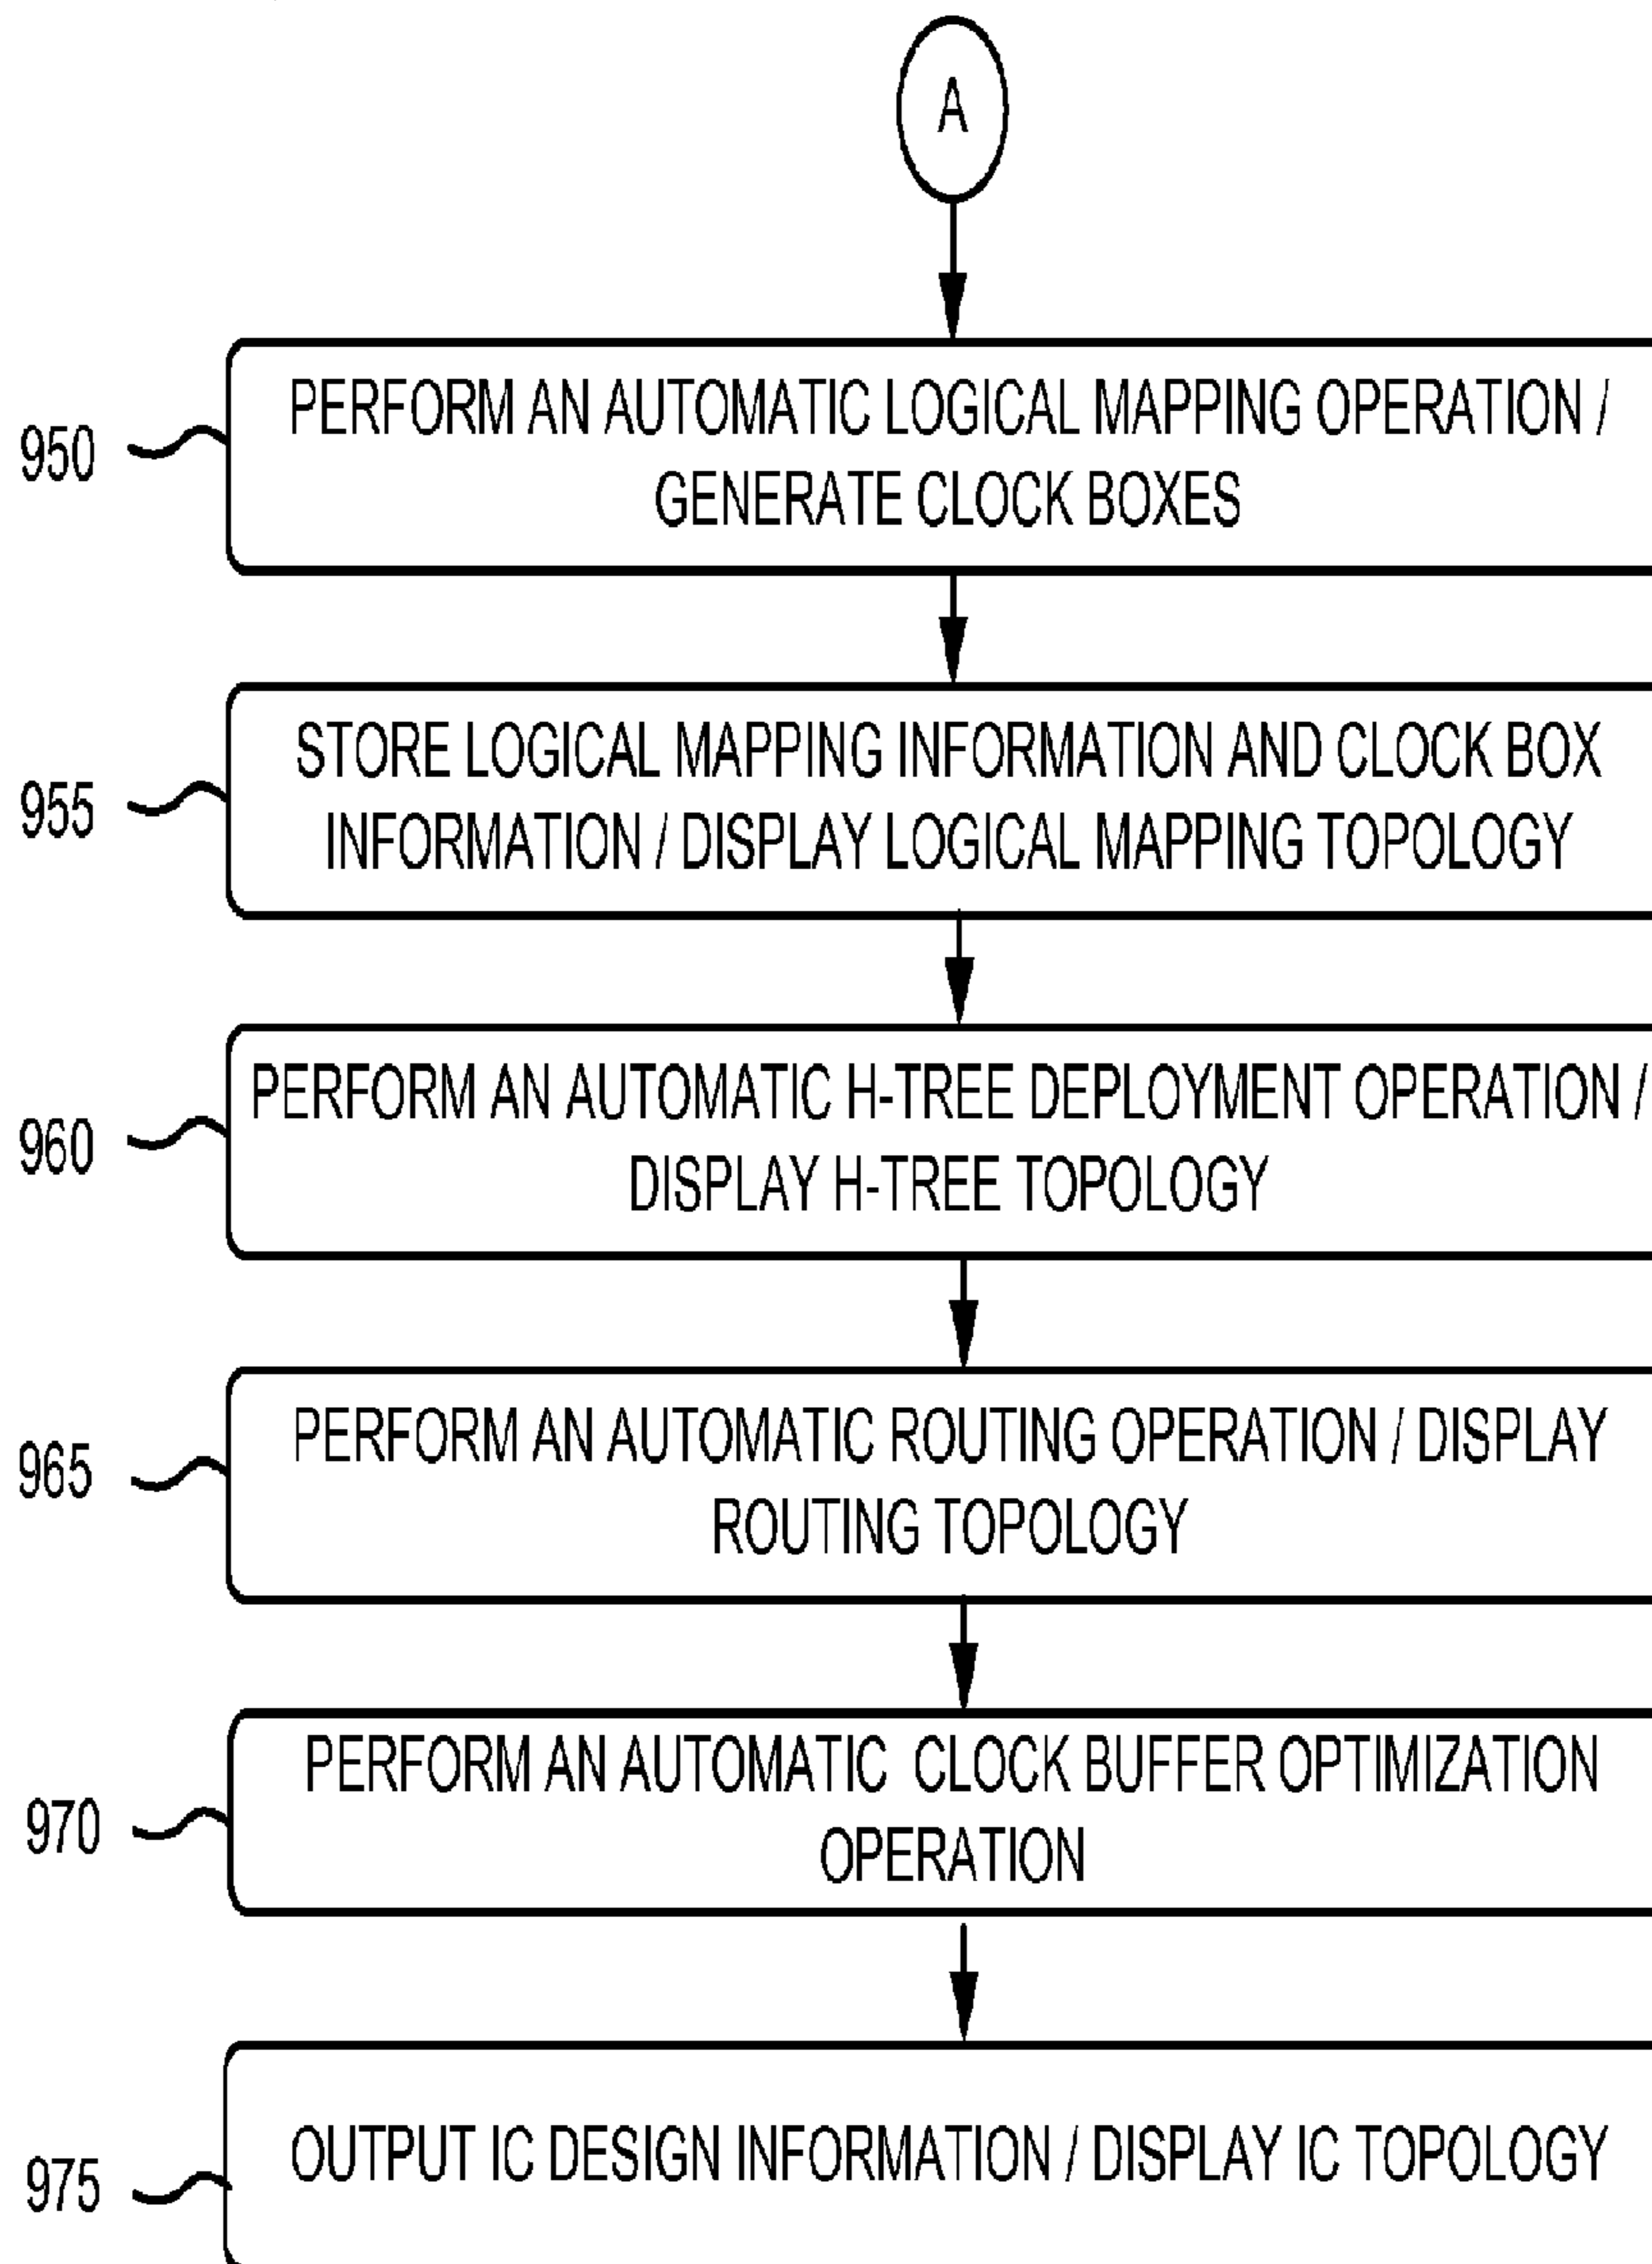 A
950
PERFORM AN AUTOMATIC LOGICAL MAPPING OPERATION /
GENERATE CLOCK BOXES
955
STORE LOGICAL MAPPING INFORMATION AND CLOCK BOX
INFORMATION / DISPLAY LOGICAL MAPPING TOPOLOGY
960
PERFORM AN AUTOMATIC H-TREE DEPLOYMENT OPERATION /
DISPLAY H-TREE TOPOLOGY
965
PERFORM AN AUTOMATIC ROUTING OPERATION / DISPLAY
ROUTING TOPOLOGY
970
PERFORM AN AUTOMATIC CLOCK BUFFER OPTIMIZATION
OPERATION
975
OUTPUT IC DESIGN INFORMATION / DISPLAY IC TOPOLOGY